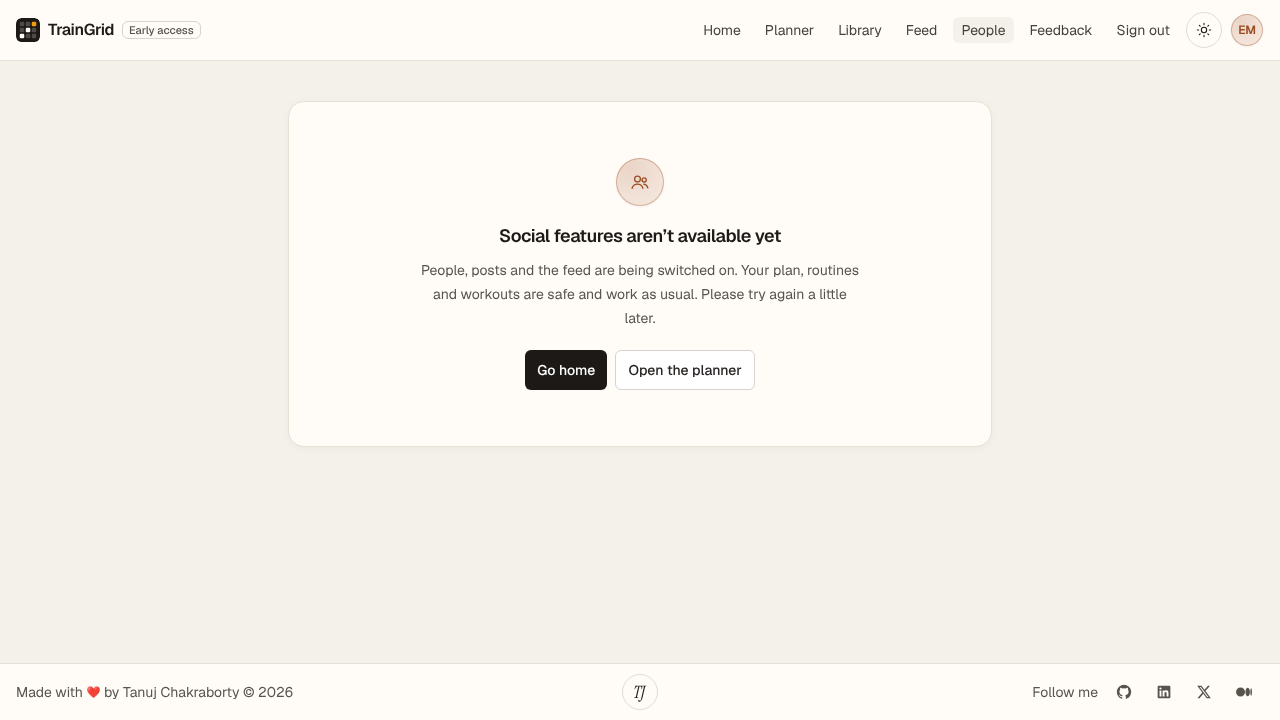 TrainGrid
Early access
Home
Planner
Library
Feed
People
Feedback
Sign out
EM
Social features aren’t available yet
People, posts and the feed are being switched on. Your plan, routines
and workouts are safe and work as usual. Please try again a little
later.
Go home
Open the planner
Made with ❤️ by Tanuj Chakraborty © 2026
TJ
Follow me